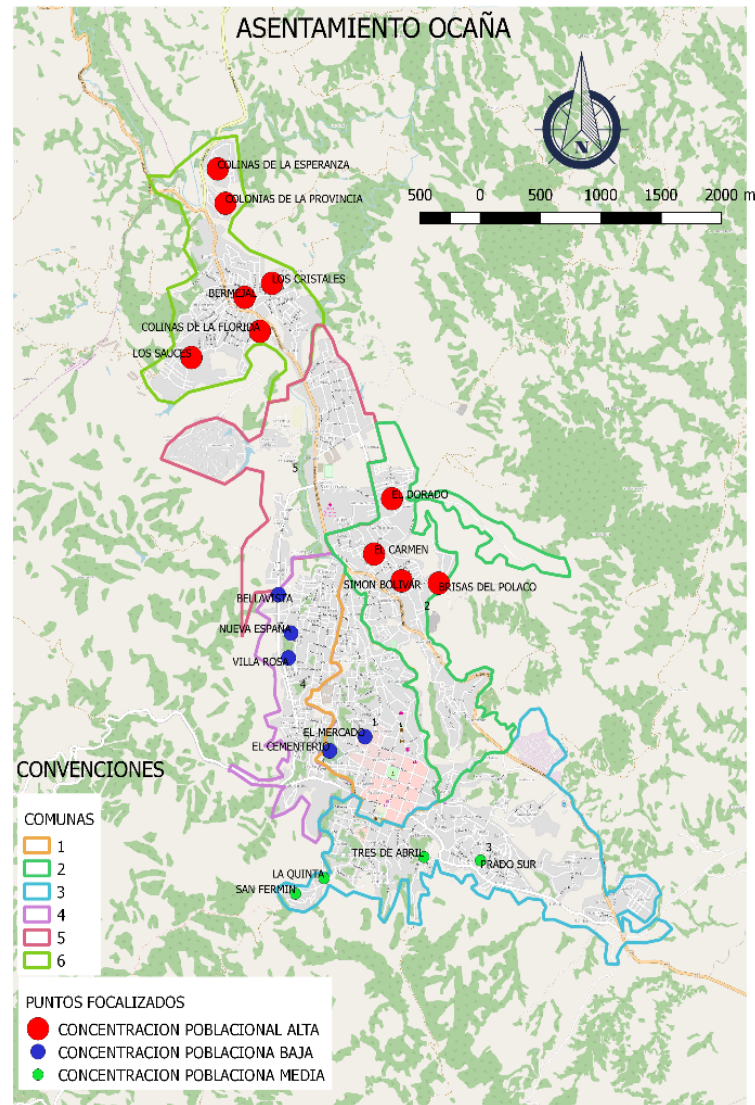 ASENTAMIENTO OCAÑA
N
500 0 500 1000 1500 2000 m
COLINAS DE LA ESPERANZA
COLONIAS DE LA PROVINCIA
LOS CRISTALES
BERMEJAL
COLINAS DE LA FLORIDA
LOS SAUCES
5
EL DORADO
EL CARMEN
SIMON BOLIVAR
BRISAS DEL POLACO
2
BELLAVISTA
NUEVA ESPAÑA
VILLA ROSA
4
1
EL MERCADO
EL CEMENTERIO
TRES DE ABRIL
3
PRADO SUR
LA QUINTA
SAN FERMIN
CONVENCIONES
COMUNAS
1
2
3
4
5
6
PUNTOS FOCALIZADOS
CONCENTRACION POBLACIONAL ALTA
CONCENTRACION POBLACIONA BAJA
CONCENTRACION POBLACIONA MEDIA